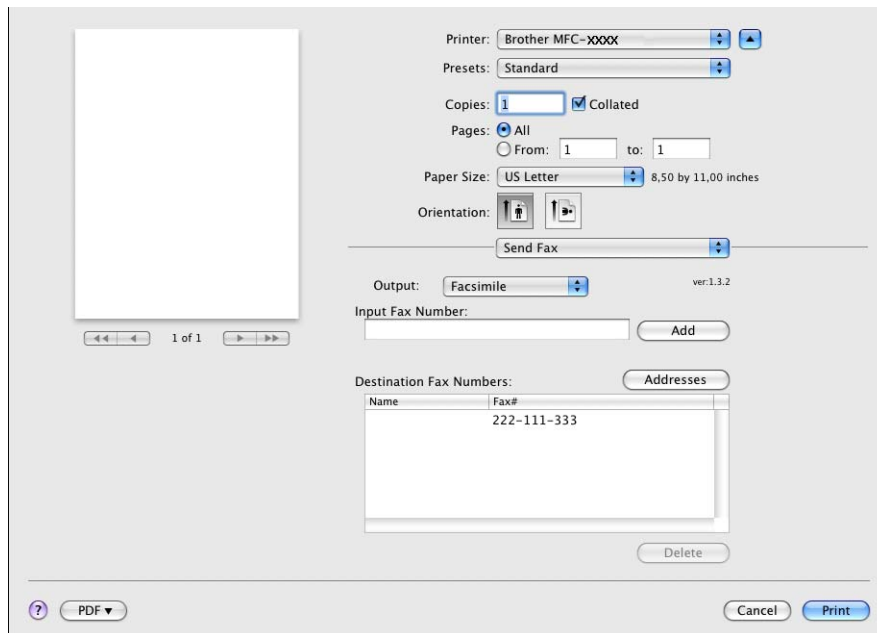 Printer: Brother MFC-XXXX
Presets: Standard
Copies: 1 Collated
Pages: All
From: 1 to: 1
Paper Size: US Letter 8,50 by 11,00 inches
Orientation:
Send Fax
Output: Facsimile ver:1.3.2
Input Fax Number:
Add
1 of 1
Destination Fax Numbers: Addresses
Name Fax#
222-111-333
Delete
? PDF Cancel Print